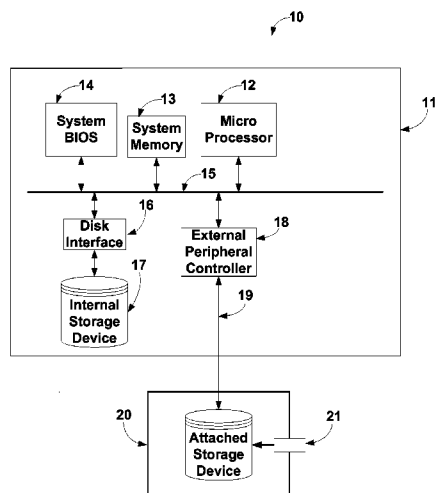 10
14
System
BIOS
13
System
Memory
12
Micro
Processor
11
15
16
Disk
Interface
18
External
Peripheral
Controller
17
Internal
Storage
Device
19
20
21
Attached
Storage
Device